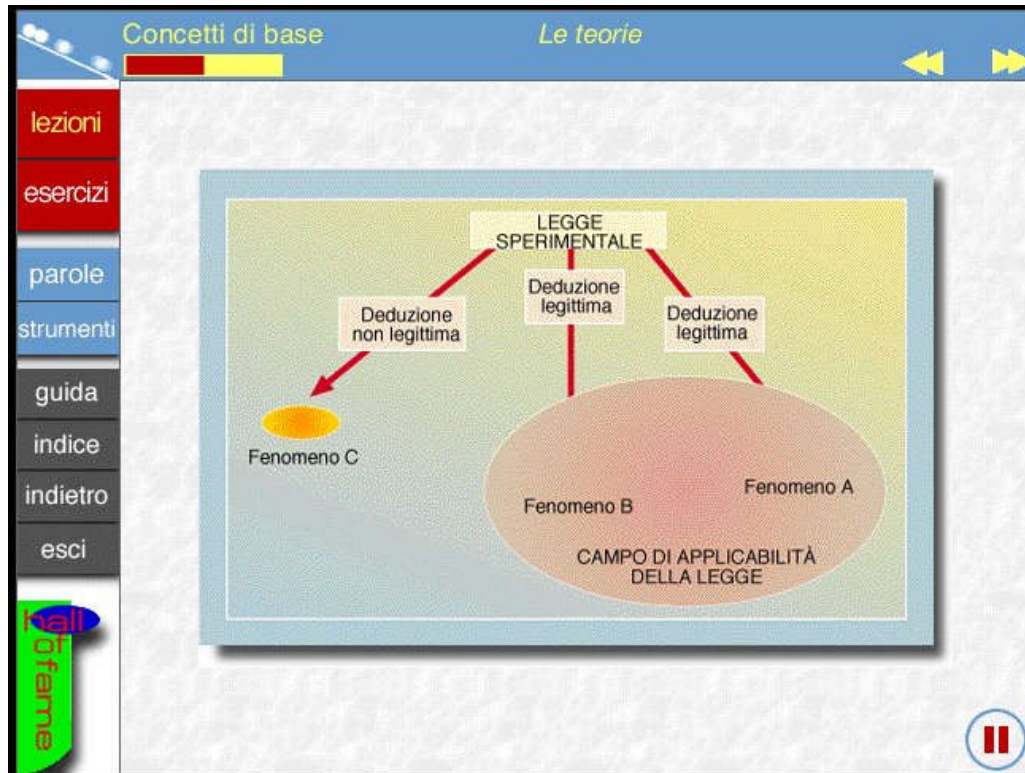 Concetti di base
Le teorie
lezioni
esercizi
parole
strumenti
guida
indice
indietro
esci
hall
of
fame
LEGGE
SPERIMENTALE
Deduzione
non legittima
Deduzione
legittima
Deduzione
legittima
Fenomeno C
Fenomeno B
Fenomeno A
CAMPO DI APPLICABILITÀ
DELLA LEGGE